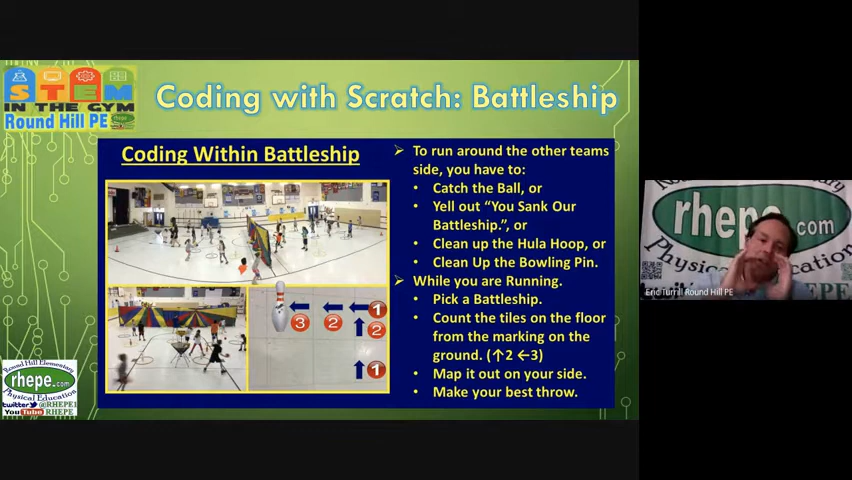 STEM
IN THE GYM
Round Hill PE
Coding with Scratch: Battleship
Coding Within Battleship
3
2
1
2
1
To run around the other teams
side, you have to:
Catch the Ball, or
Yell out “You Sank Our
Battleship.”, or
Clean up the Hula Hoop, or
Clean Up the Bowling Pin.
While you are Running.
Pick a Battleship.
Count the tiles on the floor
from the marking on the
ground. (↑2 ←3)
Map it out on your side.
Make your best throw.
Round Hill Elementary
rhepe.com
Physical Education
twitter @RHEPE1
YouTube RHEPE
Elementary
rhepe.com
Physical Education
Eric Turrill Round Hill PE